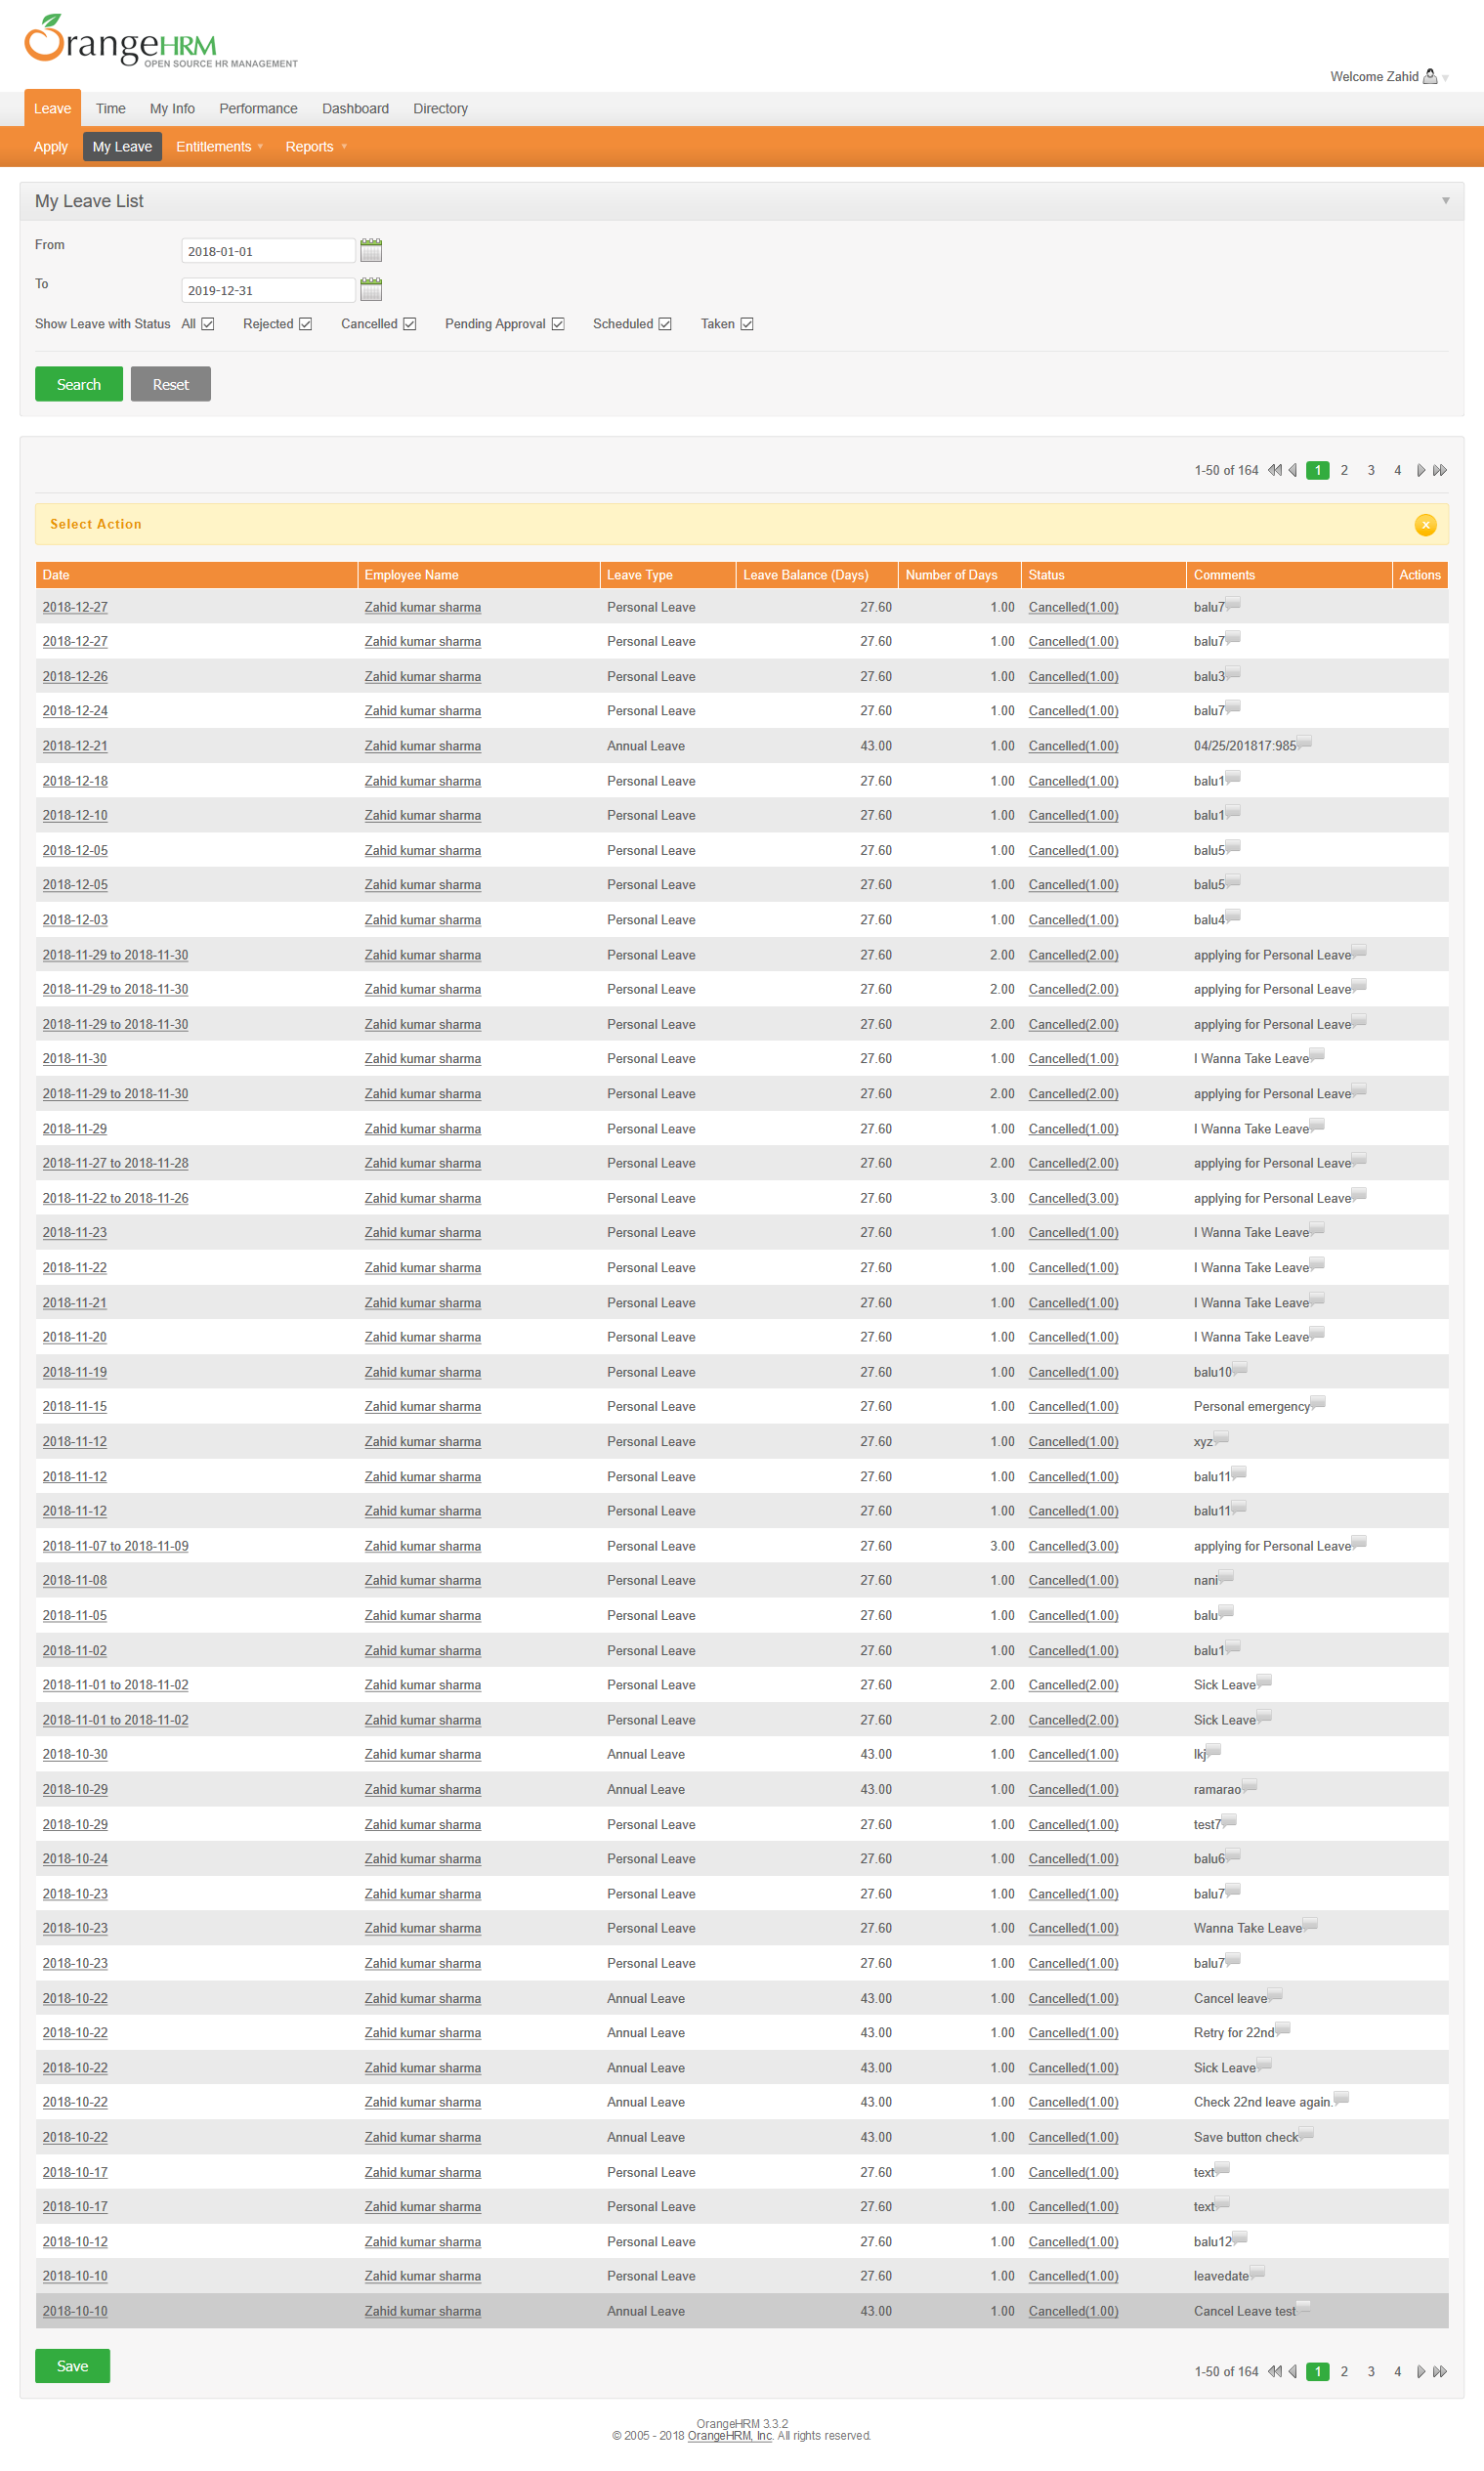 OrangeHRM
OPEN SOURCE HR MANAGEMENT
Welcome Zahid
Leave Time My Info Performance Dashboard Directory
Apply My Leave Entitlements Reports
My Leave List
From 2018-01-01
To 2019-12-31
Show Leave with Status All Rejected Cancelled Pending Approval Scheduled Taken
Search Reset
1-50 of 164 1 2 3 4
Select Action
Date Employee Name Leave Type Leave Balance (Days) Number of Days Status Comments Actions
2018-12-27 Zahid kumar sharma Personal Leave 27.60 1.00 Cancelled(1.00) balu7
2018-12-27 Zahid kumar sharma Personal Leave 27.60 1.00 Cancelled(1.00) balu7
2018-12-26 Zahid kumar sharma Personal Leave 27.60 1.00 Cancelled(1.00) balu3
2018-12-24 Zahid kumar sharma Personal Leave 27.60 1.00 Cancelled(1.00) balu7
2018-12-21 Zahid kumar sharma Annual Leave 43.00 1.00 Cancelled(1.00) 04/25/201817:985
2018-12-18 Zahid kumar sharma Personal Leave 27.60 1.00 Cancelled(1.00) balu1
2018-12-10 Zahid kumar sharma Personal Leave 27.60 1.00 Cancelled(1.00) balu1
2018-12-05 Zahid kumar sharma Personal Leave 27.60 1.00 Cancelled(1.00) balu5
2018-12-05 Zahid kumar sharma Personal Leave 27.60 1.00 Cancelled(1.00) balu5
2018-12-03 Zahid kumar sharma Personal Leave 27.60 1.00 Cancelled(1.00) balu4
2018-11-29 to 2018-11-30 Zahid kumar sharma Personal Leave 27.60 2.00 Cancelled(2.00) applying for Personal Leave
2018-11-29 to 2018-11-30 Zahid kumar sharma Personal Leave 27.60 2.00 Cancelled(2.00) applying for Personal Leave
2018-11-29 to 2018-11-30 Zahid kumar sharma Personal Leave 27.60 2.00 Cancelled(2.00) applying for Personal Leave
2018-11-30 Zahid kumar sharma Personal Leave 27.60 1.00 Cancelled(1.00) I Wanna Take Leave
2018-11-29 to 2018-11-30 Zahid kumar sharma Personal Leave 27.60 2.00 Cancelled(2.00) applying for Personal Leave
2018-11-29 Zahid kumar sharma Personal Leave 27.60 1.00 Cancelled(1.00) I Wanna Take Leave
2018-11-27 to 2018-11-28 Zahid kumar sharma Personal Leave 27.60 2.00 Cancelled(2.00) applying for Personal Leave
2018-11-22 to 2018-11-26 Zahid kumar sharma Personal Leave 27.60 3.00 Cancelled(3.00) applying for Personal Leave
2018-11-23 Zahid kumar sharma Personal Leave 27.60 1.00 Cancelled(1.00) I Wanna Take Leave
2018-11-22 Zahid kumar sharma Personal Leave 27.60 1.00 Cancelled(1.00) I Wanna Take Leave
2018-11-21 Zahid kumar sharma Personal Leave 27.60 1.00 Cancelled(1.00) I Wanna Take Leave
2018-11-20 Zahid kumar sharma Personal Leave 27.60 1.00 Cancelled(1.00) I Wanna Take Leave
2018-11-19 Zahid kumar sharma Personal Leave 27.60 1.00 Cancelled(1.00) balu10
2018-11-15 Zahid kumar sharma Personal Leave 27.60 1.00 Cancelled(1.00) Personal emergency
2018-11-12 Zahid kumar sharma Personal Leave 27.60 1.00 Cancelled(1.00) xyz
2018-11-12 Zahid kumar sharma Personal Leave 27.60 1.00 Cancelled(1.00) balu11
2018-11-12 Zahid kumar sharma Personal Leave 27.60 1.00 Cancelled(1.00) balu11
2018-11-07 to 2018-11-09 Zahid kumar sharma Personal Leave 27.60 3.00 Cancelled(3.00) applying for Personal Leave
2018-11-08 Zahid kumar sharma Personal Leave 27.60 1.00 Cancelled(1.00) nani
2018-11-05 Zahid kumar sharma Personal Leave 27.60 1.00 Cancelled(1.00) balu
2018-11-02 Zahid kumar sharma Personal Leave 27.60 1.00 Cancelled(1.00) balu1
2018-11-01 to 2018-11-02 Zahid kumar sharma Personal Leave 27.60 2.00 Cancelled(2.00) Sick Leave
2018-11-01 to 2018-11-02 Zahid kumar sharma Personal Leave 27.60 2.00 Cancelled(2.00) Sick Leave
2018-10-30 Zahid kumar sharma Annual Leave 43.00 1.00 Cancelled(1.00) lkj
2018-10-29 Zahid kumar sharma Annual Leave 43.00 1.00 Cancelled(1.00) ramarao
2018-10-29 Zahid kumar sharma Personal Leave 27.60 1.00 Cancelled(1.00) test7
2018-10-24 Zahid kumar sharma Personal Leave 27.60 1.00 Cancelled(1.00) balu6
2018-10-23 Zahid kumar sharma Personal Leave 27.60 1.00 Cancelled(1.00) balu7
2018-10-23 Zahid kumar sharma Personal Leave 27.60 1.00 Cancelled(1.00) Wanna Take Leave
2018-10-23 Zahid kumar sharma Personal Leave 27.60 1.00 Cancelled(1.00) balu7
2018-10-22 Zahid kumar sharma Annual Leave 43.00 1.00 Cancelled(1.00) Cancel leave
2018-10-22 Zahid kumar sharma Annual Leave 43.00 1.00 Cancelled(1.00) Retry for 22nd
2018-10-22 Zahid kumar sharma Annual Leave 43.00 1.00 Cancelled(1.00) Sick Leave
2018-10-22 Zahid kumar sharma Annual Leave 43.00 1.00 Cancelled(1.00) Check 22nd leave again.
2018-10-22 Zahid kumar sharma Annual Leave 43.00 1.00 Cancelled(1.00) Save button check
2018-10-17 Zahid kumar sharma Personal Leave 27.60 1.00 Cancelled(1.00) text
2018-10-17 Zahid kumar sharma Personal Leave 27.60 1.00 Cancelled(1.00) text
2018-10-12 Zahid kumar sharma Personal Leave 27.60 1.00 Cancelled(1.00) balu12
2018-10-10 Zahid kumar sharma Personal Leave 27.60 1.00 Cancelled(1.00) leavedate
2018-10-10 Zahid kumar sharma Annual Leave 43.00 1.00 Cancelled(1.00) Cancel Leave test
Save
1-50 of 164 1 2 3 4
OrangeHRM 3.3.2
© 2005 - 2018 OrangeHRM, Inc. All rights reserved.